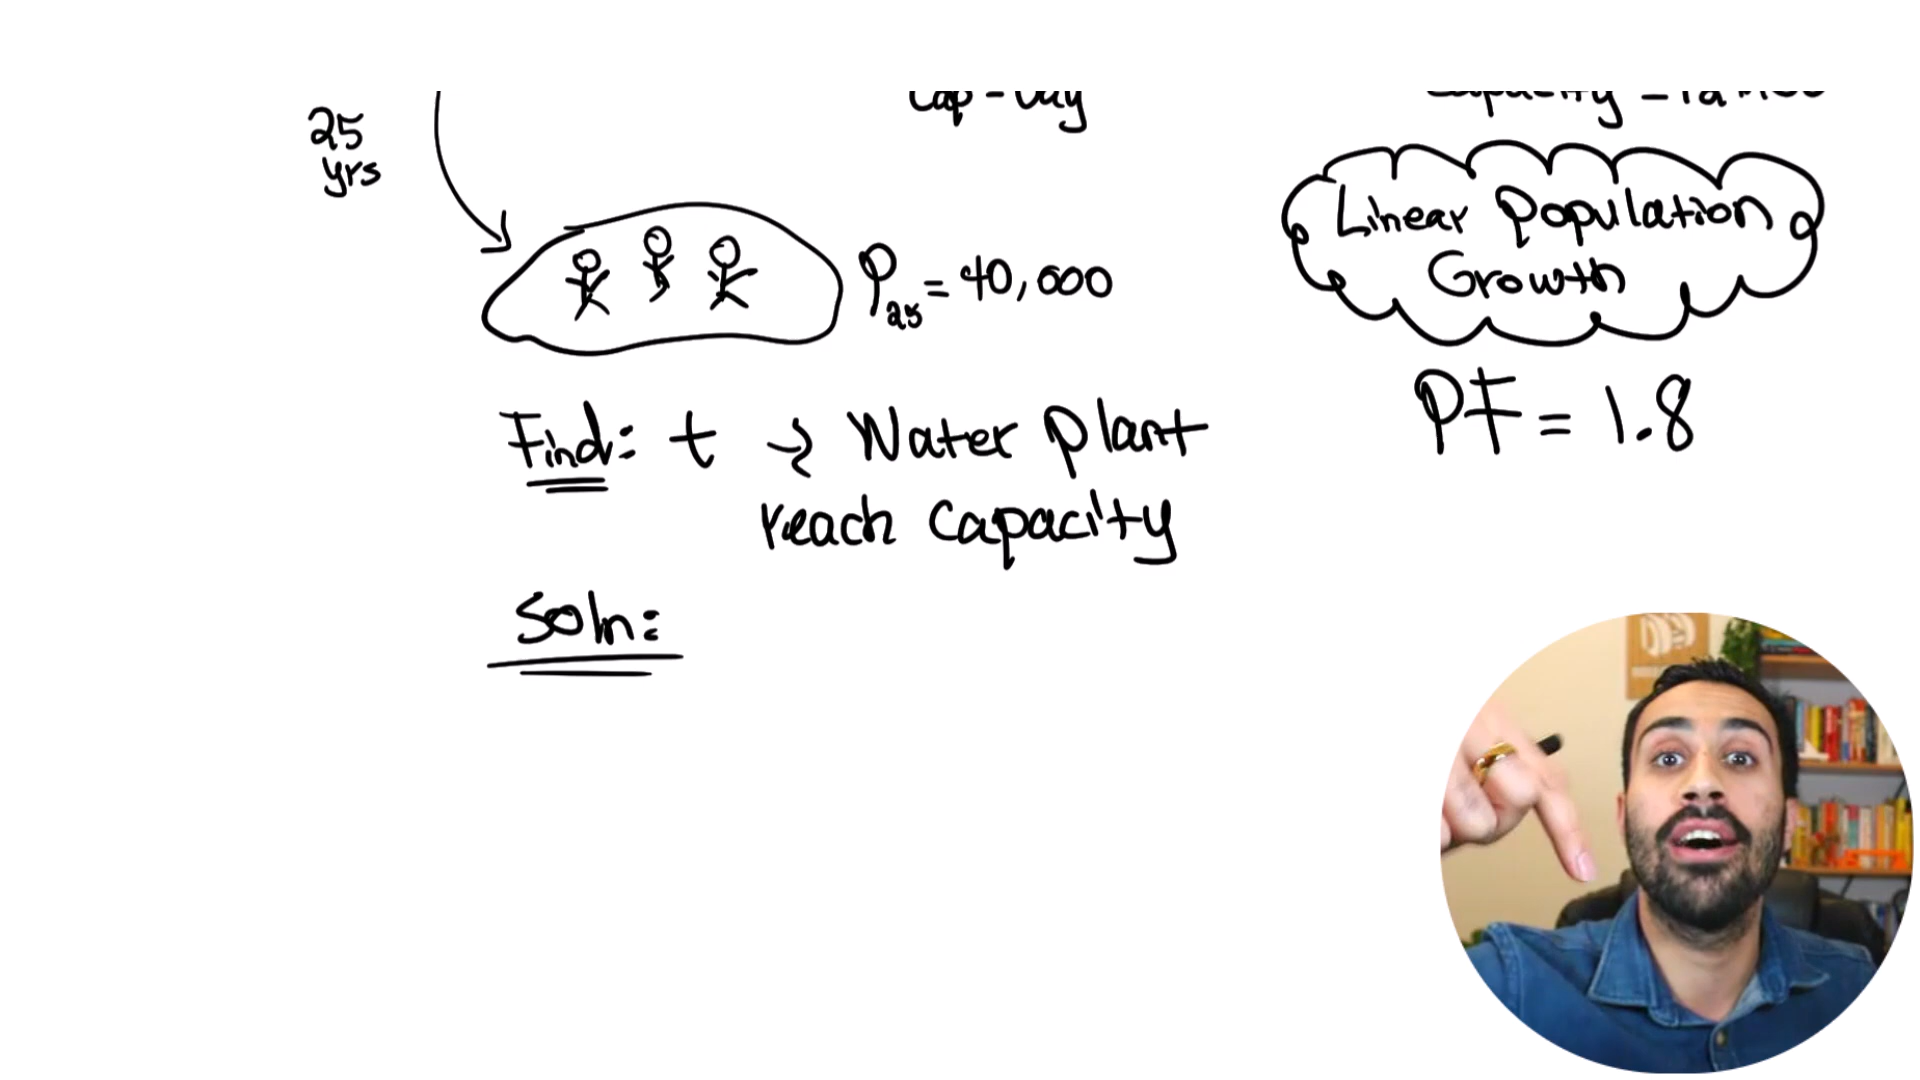 25
yrs
Linear Population
Growth
P25 = 40,000
PF = 1.8
Find: t → Water plant
reach capacity
Soln: